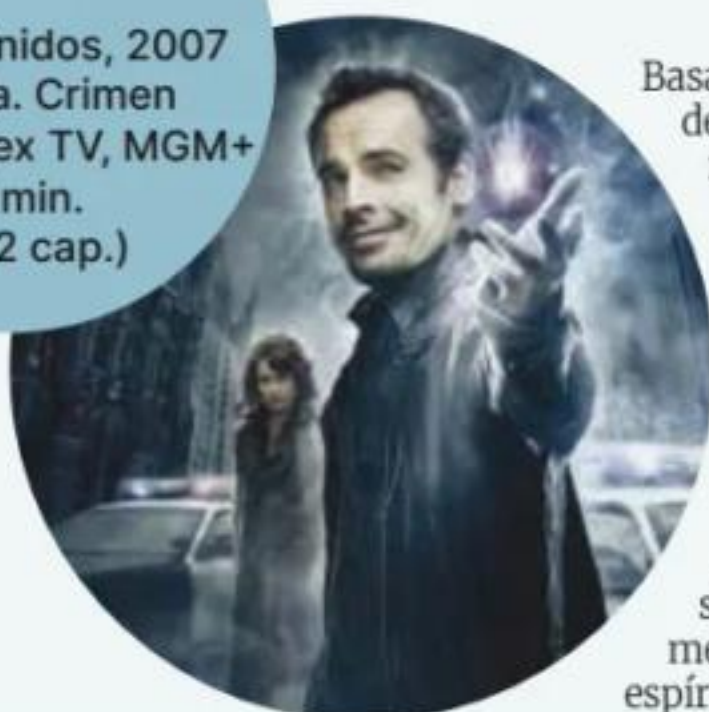 nidos, 2007
a. Crimen
ex TV, MGM+
min.
2 cap.)
Basa
de
s
me
espír